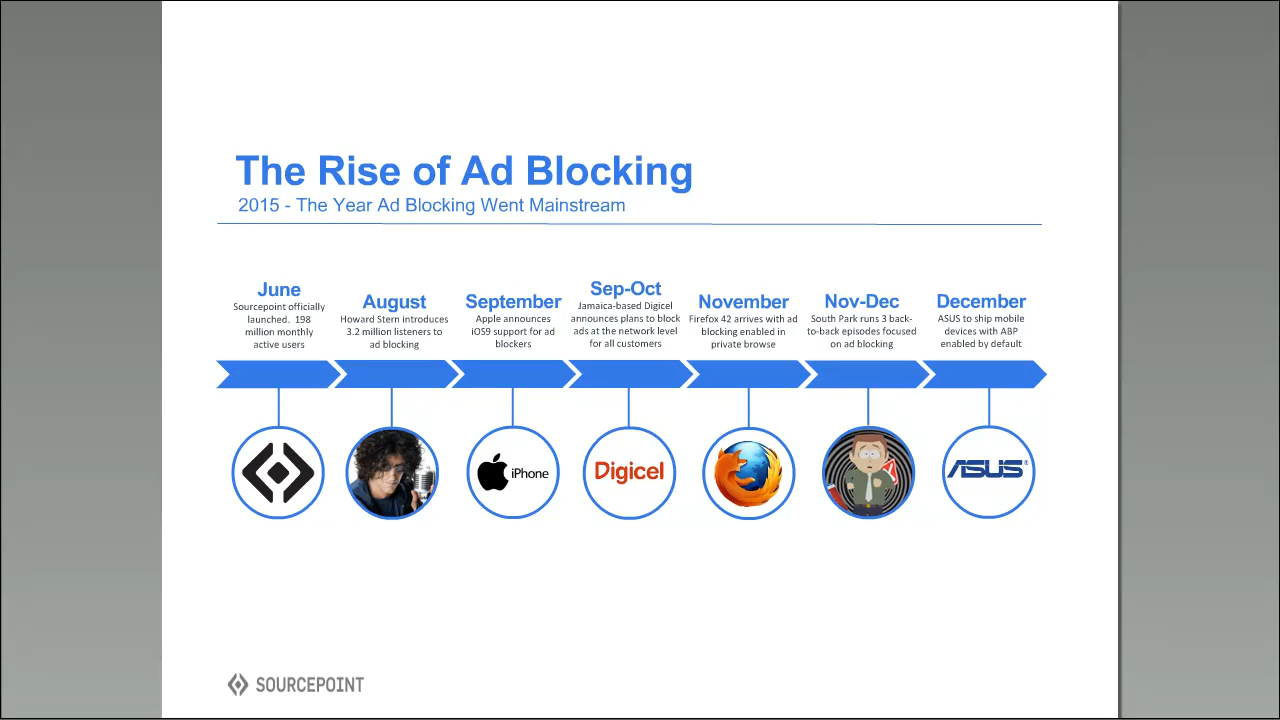 The Rise of Ad Blocking
2015 - The Year Ad Blocking Went Mainstream
June
Sourcepoint officially
launched. 198
million monthly
active users
August
Howard Stern introduces
3.2 million listeners to
ad blocking
September
Apple announces
iOS9 support for ad
blockers
Sep-Oct
Jamaica-based Digicel
announces plans to block
ads at the network level
for all customers
November
Firefox 42 arrives with ad
blocking enabled in
private browse
Nov-Dec
South Park runs 3 back-
to-back episodes focused
on ad blocking
December
ASUS to ship mobile
devices with ABP
enabled by default
iPhone
Digicel
ASUS®
SOURCEPOINT